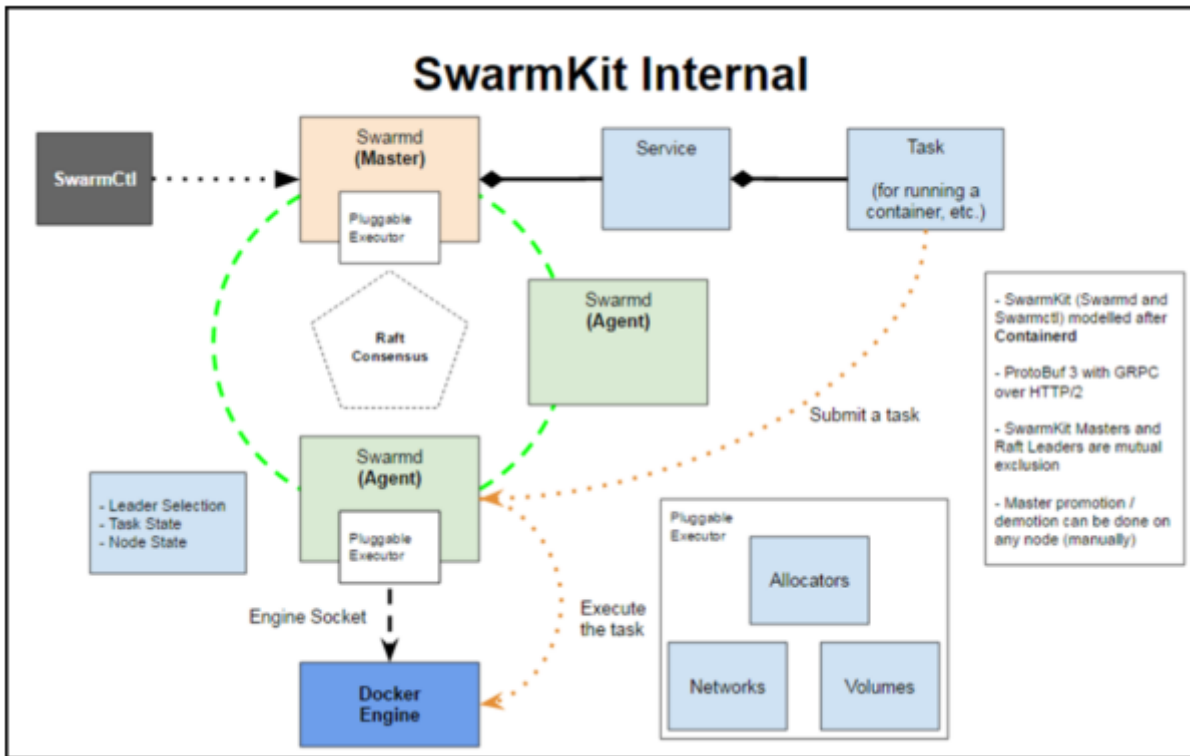 SwarmKit Internal
SwarmCtl
Swarmd
(Master)
Pluggable
Executor
Service
Task
(for running a
container, etc.)
Raft
Consensus
Swarmd
(Agent)
Submit a task
- SwarmKit (Swarmd and
Swarmctl) modelled after
Containerd
- ProtoBuf 3 with GRPC
over HTTP/2
- SwarmKit Masters and
Raft Leaders are mutual
exclusion
- Master promotion /
demotion can be done on
any node (manually)
- Leader Selection
- Task State
- Node State
Swarmd
(Agent)
Pluggable
Executor
Engine Socket
Execute
the task
Docker
Engine
Pluggable
Executor
Allocators
Networks
Volumes